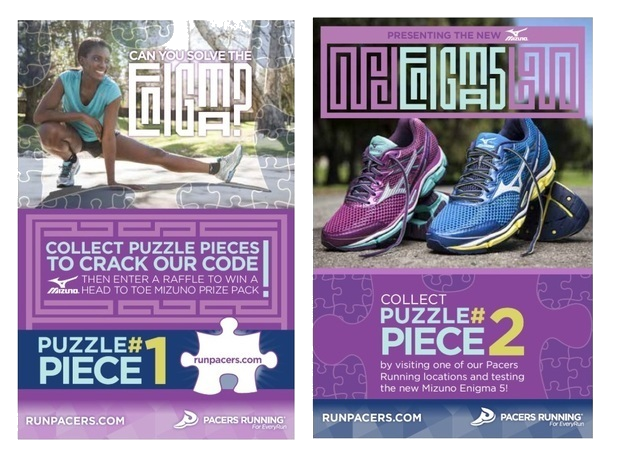 CAN YOU SOLVE THE
ENIGMA?
COLLECT PUZZLE PIECES
TO CRACK OUR CODE!
MIZUNO THEN ENTER A RAFFLE TO WIN A
HEAD TO TOE MIZUNO PRIZE PACK
PUZZLE#
PIECE 1
runpacers.com
RUNPACERS.COM
PACERS RUNNING
For EveryRun
PRESENTING THE NEW MIZUNO
ENIGMA5
COLLECT
PUZZLE#
PIECE 2
by visiting one of our Pacers
Running locations and testing
the new Mizuno Enigma 5!
RUNPACERS.COM
PACERS RUNNING
For EveryRun